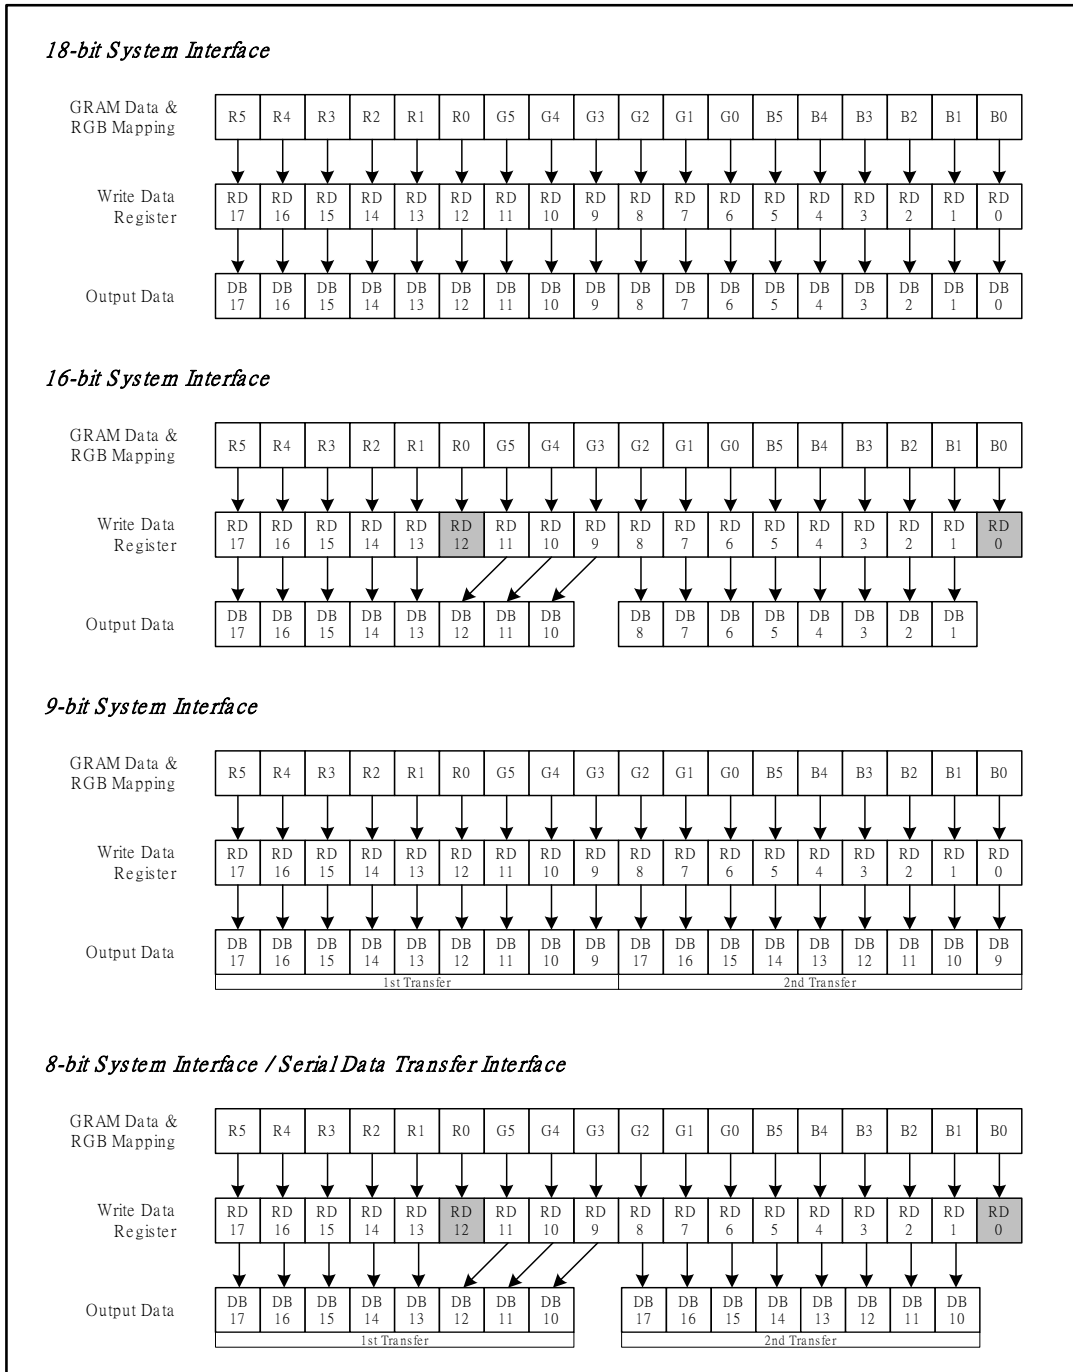 18-bit System Interface
GRAM Data &
RGB Mapping
R5 R4 R3 R2 R1 R0 G5 G4 G3 G2 G1 G0 B5 B4 B3 B2 B1 B0
Write Data
Register
RD RD RD RD RD RD RD RD RD RD RD RD RD RD RD RD RD RD
17 16 15 14 13 12 11 10 9 8 7 6 5 4 3 2 1 0
Output Data
DB DB DB DB DB DB DB DB DB DB DB DB DB DB DB DB DB DB
17 16 15 14 13 12 11 10 9 8 7 6 5 4 3 2 1 0
16-bit System Interface
GRAM Data &
RGB Mapping
R5 R4 R3 R2 R1 R0 G5 G4 G3 G2 G1 G0 B5 B4 B3 B2 B1 B0
Write Data
Register
RD RD RD RD RD RD RD RD RD RD RD RD RD RD RD RD RD RD
17 16 15 14 13 12 11 10 9 8 7 6 5 4 3 2 1 0
Output Data
DB DB DB DB DB DB DB DB DB DB DB DB DB DB DB DB
17 16 15 14 13 12 11 10 8 7 6 5 4 3 2 1
9-bit System Interface
GRAM Data &
RGB Mapping
R5 R4 R3 R2 R1 R0 G5 G4 G3 G2 G1 G0 B5 B4 B3 B2 B1 B0
Write Data
Register
RD RD RD RD RD RD RD RD RD RD RD RD RD RD RD RD RD RD
17 16 15 14 13 12 11 10 9 8 7 6 5 4 3 2 1 0
Output Data
DB DB DB DB DB DB DB DB DB DB DB DB DB DB DB DB DB DB
17 16 15 14 13 12 11 10 9 17 16 15 14 13 12 11 10 9
1st Transfer 2nd Transfer
8-bit System Interface / Serial Data Transfer Interface
GRAM Data &
RGB Mapping
R5 R4 R3 R2 R1 R0 G5 G4 G3 G2 G1 G0 B5 B4 B3 B2 B1 B0
Write Data
Register
RD RD RD RD RD RD RD RD RD RD RD RD RD RD RD RD RD RD
17 16 15 14 13 12 11 10 9 8 7 6 5 4 3 2 1 0
Output Data
DB DB DB DB DB DB DB DB DB DB DB DB DB DB DB DB
17 16 15 14 13 12 11 10 17 16 15 14 13 12 11 10
1st Transfer 2nd Transfer